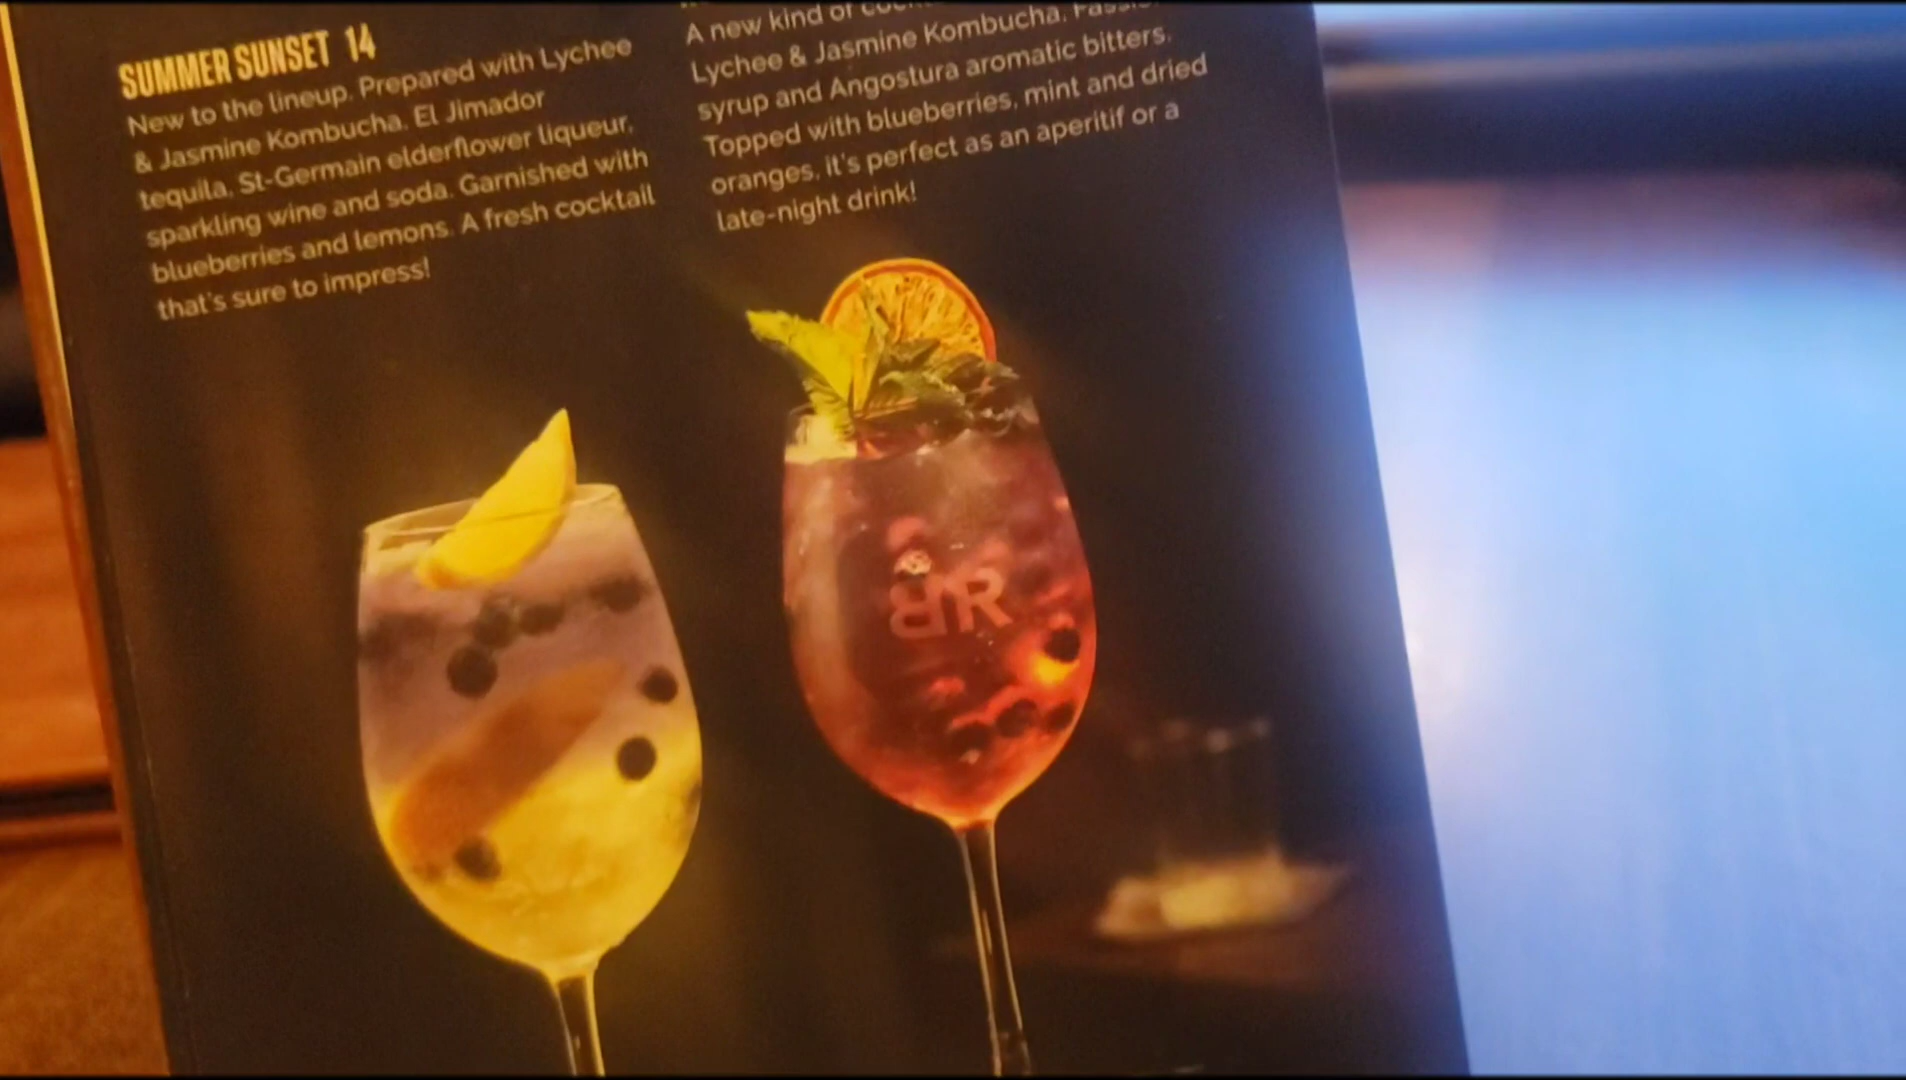 SUMMER SUNSET 14
New to the lineup. Prepared with Lychee
& Jasmine Kombucha, El Jimador
tequila, St-Germain elderflower liqueur,
sparkling wine and soda. Garnished with
blueberries and lemons. A fresh cocktail
that's sure to impress!
A new kind of
Lychee & Jasmine Kombucha,
syrup and Angostura aromatic bitters.
Topped with blueberries, mint and dried
oranges, it's perfect as an aperitif or a
late-night drink!